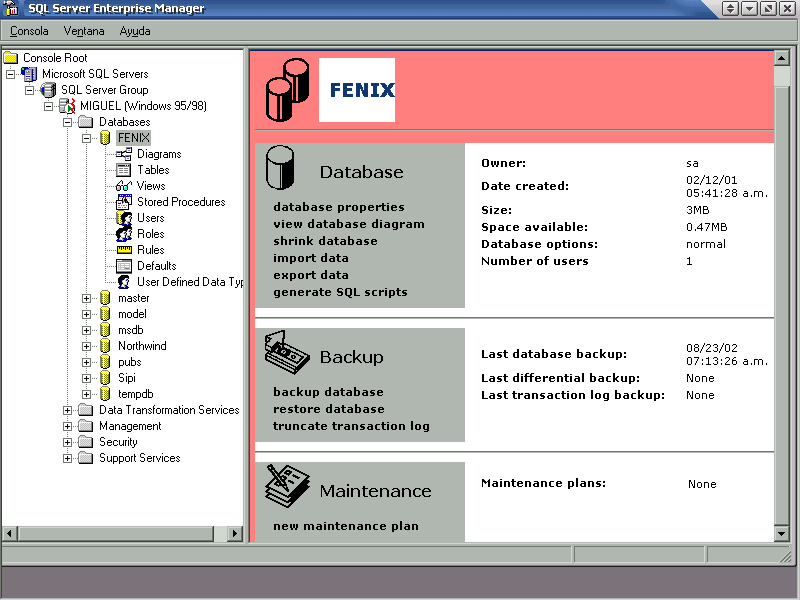 SQL Server Enterprise Manager
Consola Ventana Ayuda
Console Root
Microsoft SQL Servers
SQL Server Group
MIGUEL (Windows 95/98)
Databases
FENIX
Diagrams
Tables
Views
Stored Procedures
Users
Roles
Rules
Defaults
User Defined Data Typ
master
model
msdb
Northwind
pubs
Sipi
tempdb
Data Transformation Services
Management
Security
Support Services
FENIX
Database
database properties
view database diagram
shrink database
import data
export data
generate SQL scripts
Owner: sa
Date created: 02/12/01
05:41:28 a.m.
Size: 3MB
Space available: 0.47MB
Database options: normal
Number of users 1
Backup
backup database
restore database
truncate transaction log
Last database backup: 08/23/02
07:13:26 a.m.
Last differential backup: None
Last transaction log backup: None
Maintenance
new maintenance plan
Maintenance plans: None